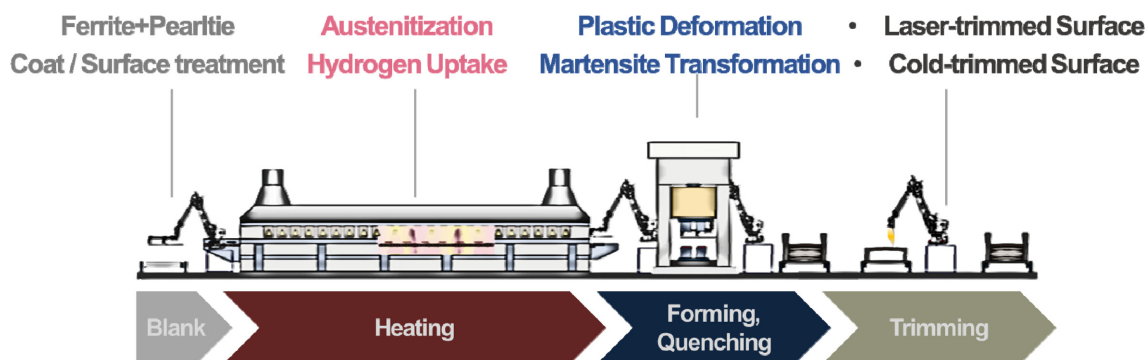 Ferrite+Pearltie
Coat / Surface treatment
Austenitization
Hydrogen Uptake
Plastic Deformation
Martensite Transformation
• Laser-trimmed Surface
• Cold-trimmed Surface
Blank
Heating
Forming,
Quenching
Trimming